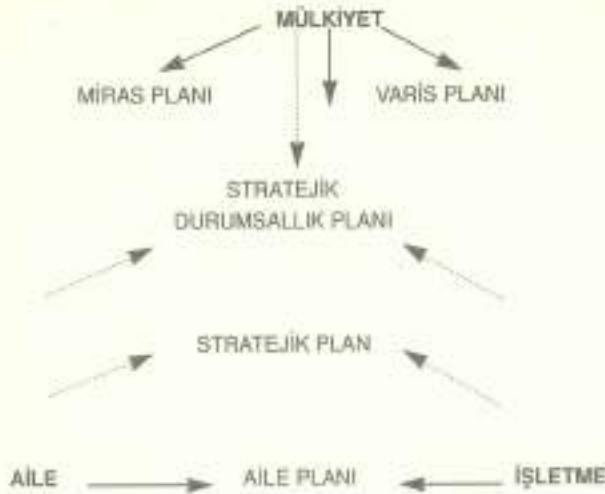 MÜLKİYET
MİRAS PLANI VARİS PLANI
STRATEJİK
DURUMSALLIK PLANI
STRATEJİK PLAN
AİLE AİLE PLANI İŞLETME